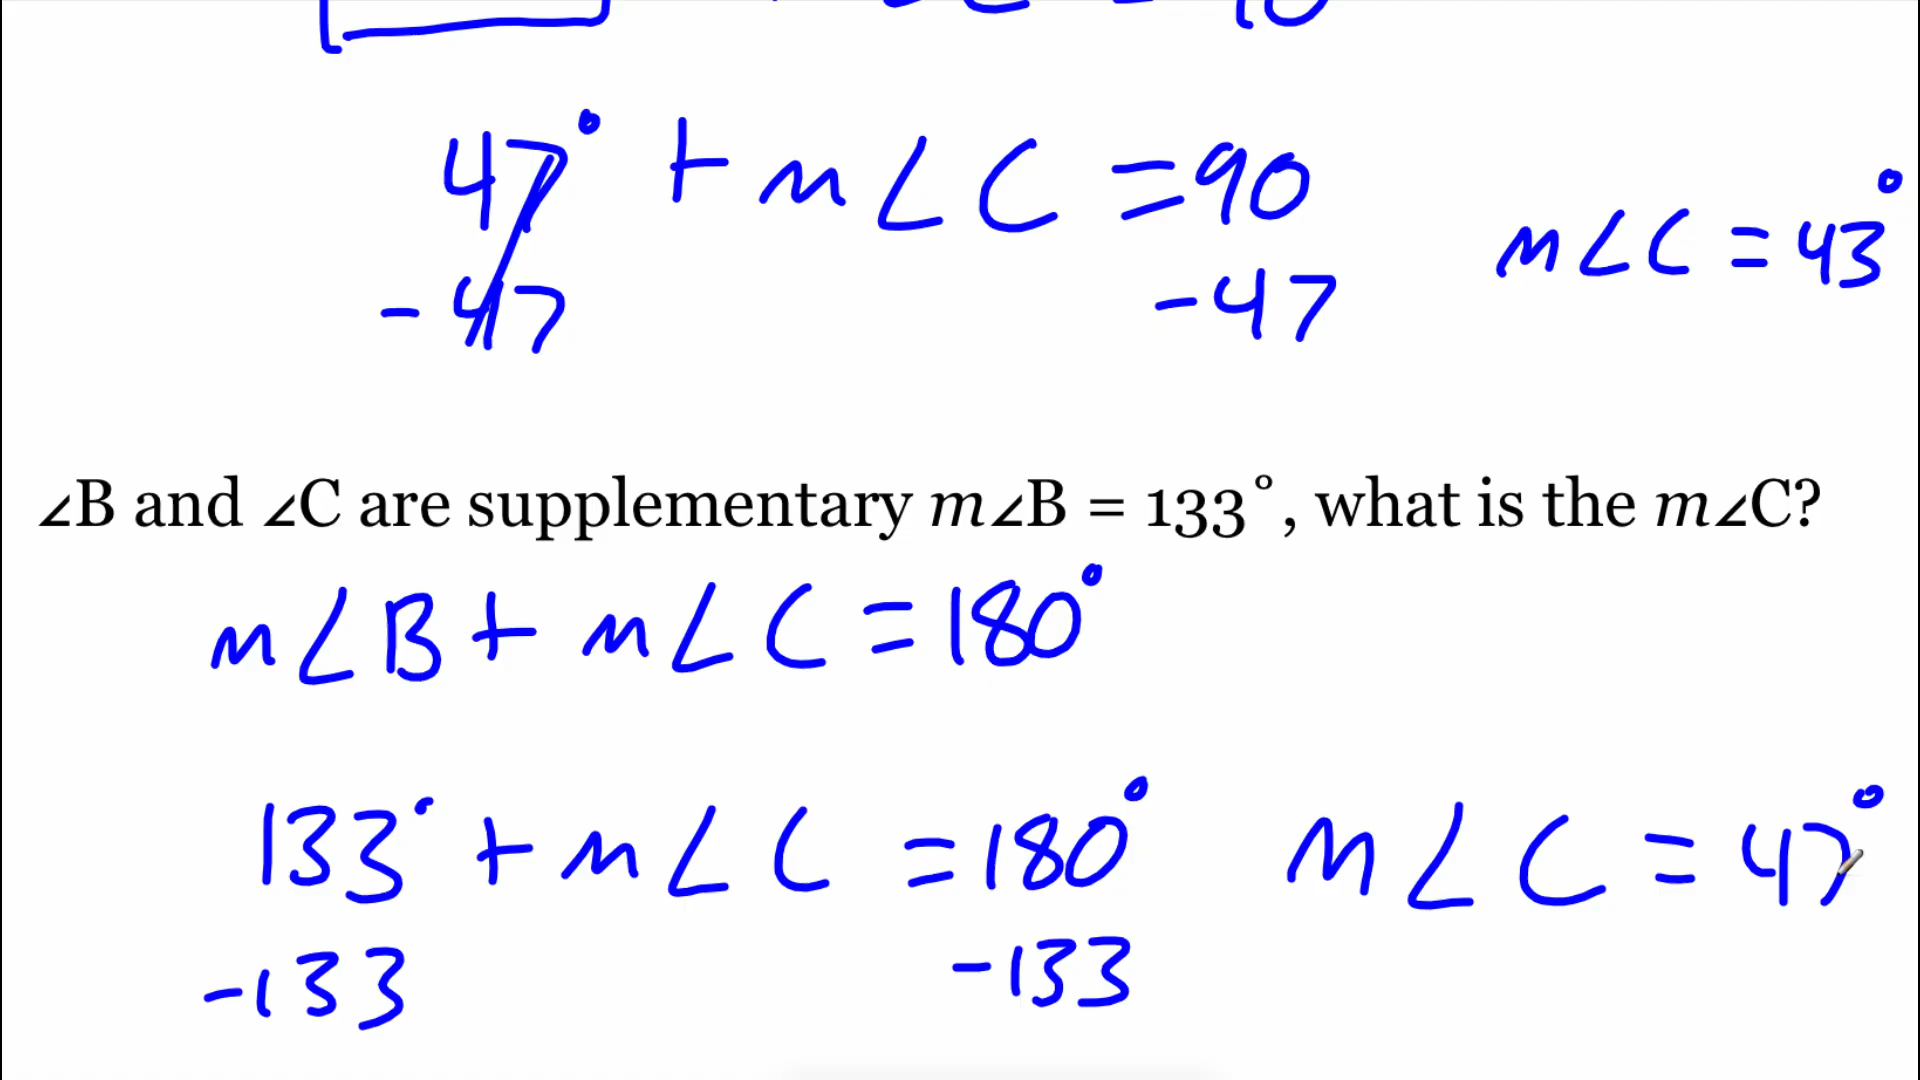 47° + m∠C = 90
-47 -47
m∠C = 43°
∠B and ∠C are supplementary m∠B = 133°, what is the m∠C?
m∠B + m∠C = 180°
133° + m∠C = 180° m∠C = 47°
-133 -133